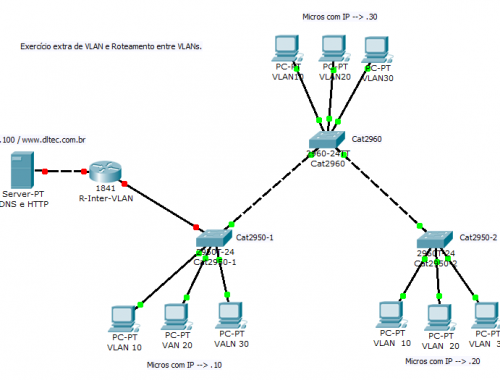 Micros com IP --> .30
Exercício extra de VLAN e Roteamento entre VLANs.
PC-PT
VLAN10
PC-PT
VLAN20
PC-PT
VLAN30
Cat2960
2960-24TT
Cat2960
.100 / www.dltec.com.br
Server-PT
DNS e HTTP
1841
R-Inter-VLAN
Cat2950-1
2950T-24
Cat2950-1
Cat2950-2
2950T-24
Cat2950-2
PC-PT
VLAN 10
PC-PT
VAN 20
PC-PT
VALN 30
PC-PT
VLAN 10
PC-PT
VLAN 20
PC-PT
VLAN 3
Micros com IP --> .10
Micros com IP --> .20